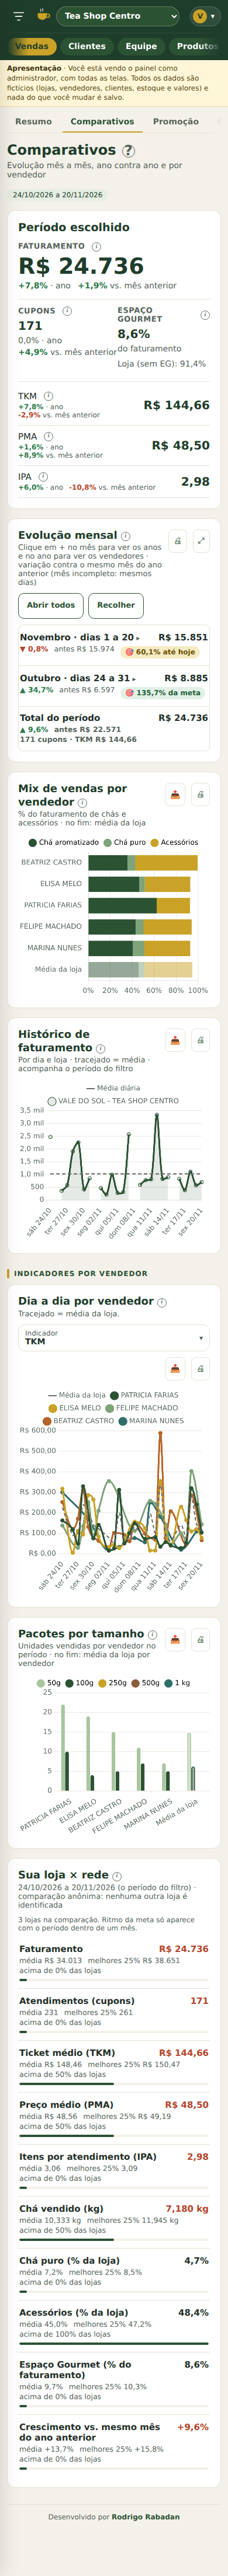 Tea Shop Centro
V
Vendas Clientes Equipe Produtos
Apresentação · Você está vendo o painel como administrador, com todas as telas. Todos os dados são fictícios (lojas, vendedores, clientes, estoque e valores) e nada do que você mudar é salvo.
Resumo Comparativos Promoção
Comparativos ?
Evolução mês a mês, ano contra ano e por vendedor
24/10/2026 a 20/11/2026
Período escolhido
FATURAMENTO i
R$ 24.736
+7,8% · ano +1,9% vs. mês anterior
CUPONS i
171
0,0% · ano
+4,9% vs. mês anterior
ESPAÇO GOURMET i
8,6%
do faturamento
Loja (sem EG): 91,4%
TKM i
+7,8% · ano
-2,9% vs. mês anterior
R$ 144,66
PMA i
+1,6% · ano
+8,9% vs. mês anterior
R$ 48,50
IPA i
+6,0% · ano -10,8% vs. mês anterior
2,98
Evolução mensal i
Clique em + no mês para ver os anos e no ano para ver os vendedores · variação contra o mesmo mês do ano anterior (mês incompleto: mesmos dias)
Abrir todos Recolher
Novembro · dias 1 a 20 ▸ R$ 15.851
▼ 0,8% antes R$ 15.974 60,1% até hoje
Outubro · dias 24 a 31 ▸ R$ 8.885
▲ 34,7% antes R$ 6.597 135,7% da meta
Total do período R$ 24.736
▲ 9,6% antes R$ 22.571
171 cupons · TKM R$ 144,66
Mix de vendas por vendedor i
% do faturamento de chás e acessórios · no fim: média da loja
Chá aromatizado Chá puro Acessórios
BEATRIZ CASTRO
ELISA MELO
PATRICIA FARIAS
FELIPE MACHADO
MARINA NUNES
Média da loja
0% 20% 40% 60% 80% 100%
Histórico de faturamento i
Por dia e loja · tracejado = média · acompanha o período do filtro
Média diária
VALE DO SOL – TEA SHOP CENTRO
3,5 mil
3,0 mil
2,5 mil
2,0 mil
1,5 mil
1,0 mil
500
0
sáb 24/10 ter 27/10 sex 30/10 seg 02/11 qui 05/11 dom 08/11 qua 11/11 sáb 14/11 ter 17/11 sex 20/11
INDICADORES POR VENDEDOR
Dia a dia por vendedor i
Tracejado = média da loja.
Indicador
TKM
Média da loja PATRICIA FARIAS
ELISA MELO FELIPE MACHADO
BEATRIZ CASTRO MARINA NUNES
R$ 600,00
R$ 500,00
R$ 400,00
R$ 300,00
R$ 200,00
R$ 100,00
R$ 0,00
sáb 24/10 ter 27/10 sex 30/10 seg 02/11 qui 05/11 dom 08/11 qua 11/11 sáb 14/11 ter 17/11 sex 20/11
Pacotes por tamanho i
Unidades vendidas por vendedor no período · no fim: média da loja por vendedor
50g 100g 250g 500g 1 kg
25
20
15
10
5
0
PATRICIA FARIAS ELISA MELO BEATRIZ CASTRO FELIPE MACHADO MARINA NUNES Média da loja
Sua loja × rede i
24/10/2026 a 20/11/2026 (o período do filtro) · comparação anônima: nenhuma outra loja é identificada
3 lojas na comparação. Ritmo da meta só aparece com o período dentro de um mês.
Faturamento R$ 24.736
média R$ 34.013 melhores 25% R$ 38.651
acima de 0% das lojas
Atendimentos (cupons) 171
média 231 melhores 25% 261
acima de 0% das lojas
Ticket médio (TKM) R$ 144,66
média R$ 148,46 melhores 25% R$ 150,47
acima de 50% das lojas
Preço médio (PMA) R$ 48,50
média R$ 48,56 melhores 25% R$ 49,19
acima de 50% das lojas
Itens por atendimento (IPA) 2,98
média 3,06 melhores 25% 3,09
acima de 0% das lojas
Chá vendido (kg) 7,180 kg
média 10,333 kg melhores 25% 11,945 kg
acima de 50% das lojas
Chá puro (% da loja) 4,7%
média 7,2% melhores 25% 8,5%
acima de 0% das lojas
Acessórios (% da loja) 48,4%
média 45,0% melhores 25% 47,2%
acima de 100% das lojas
Espaço Gourmet (% do faturamento) 8,6%
média 9,7% melhores 25% 10,3%
acima de 0% das lojas
Crescimento vs. mesmo mês do ano anterior +9,6%
média +13,7% melhores 25% +15,8%
acima de 0% das lojas
Desenvolvido por Rodrigo Rabadan